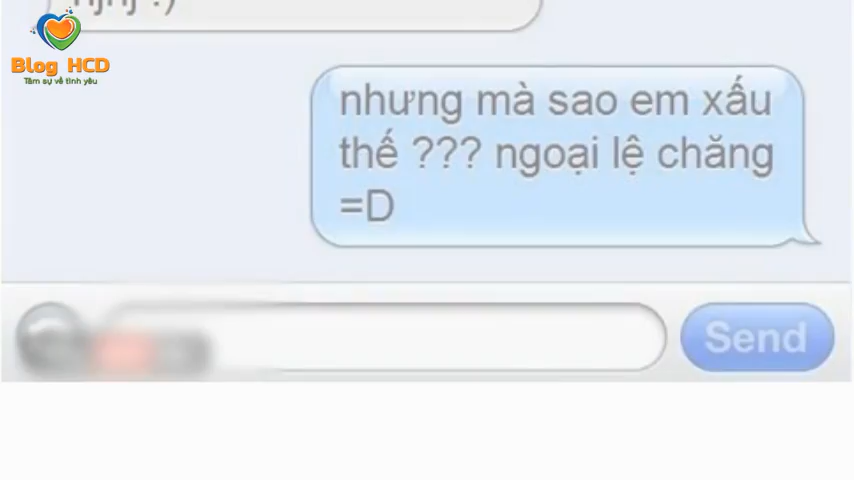 Blog HCD
Tâm sự về tình yêu
nhưng mà sao em xấu
thế ??? ngoại lệ chăng
=D
Send